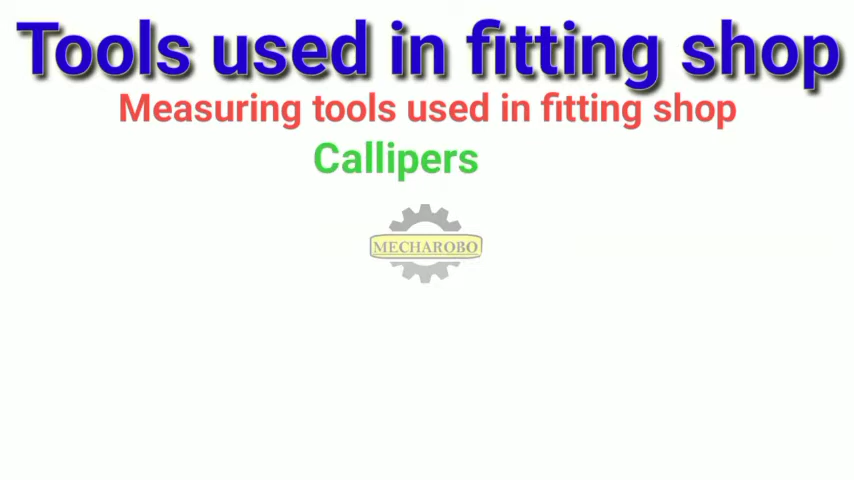 Tools used in fitting shop
Measuring tools used in fitting shop
Callipers
MECHAROBO